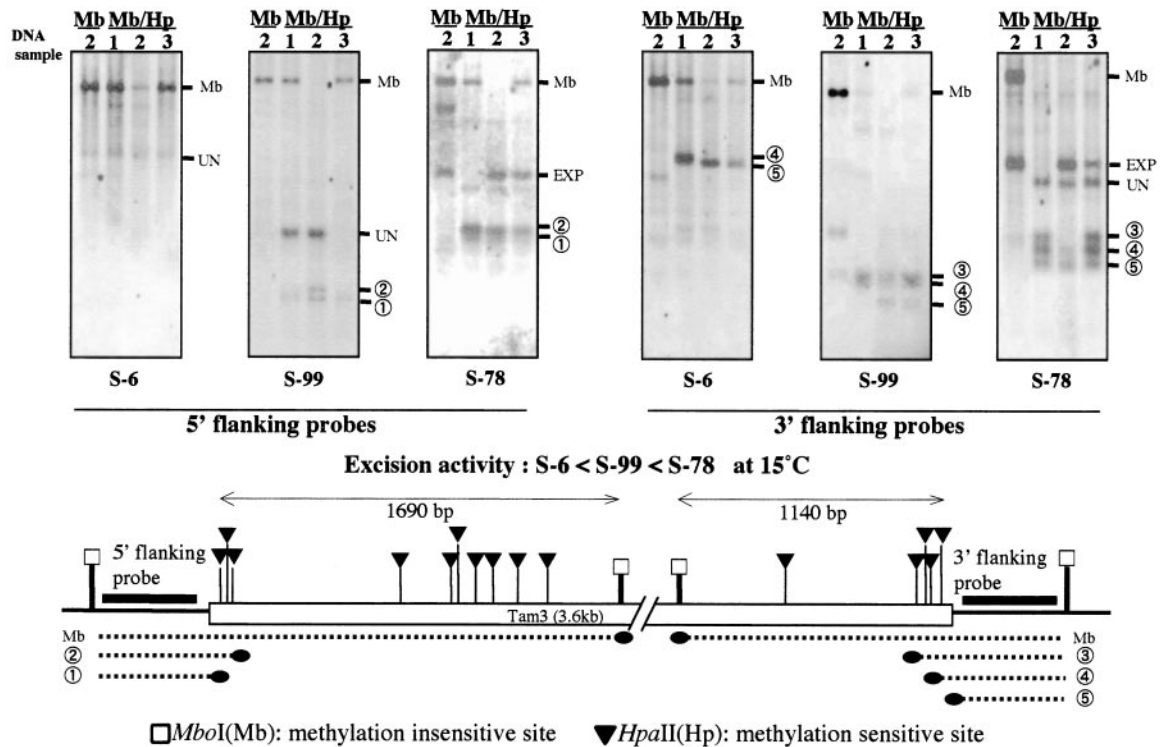 Mb Mb/Hp Mb Mb/Hp Mb Mb/Hp Mb Mb/Hp Mb Mb/Hp Mb Mb/Hp
DNA sample 2 1 2 3 2 1 2 3 2 1 2 3 2 1 2 3 2 1 2 3 2 1 2 3
Mb
UN
Mb
UN
②
①
Mb
EXP
②
①
Mb
④
⑤
Mb
③
④
⑤
Mb
EXP
UN
③
④
⑤
S-6 S-99 S-78 S-6 S-99 S-78
5' flanking probes 3' flanking probes
Excision activity : S-6 < S-99 < S-78 at 15˚C
1690 bp 1140 bp
5' flanking probe
3' flanking probe
Tam3 (3.6kb)
Mb Mb
② ③
① ④
⑤
MboI(Mb): methylation insensitive site HpaII(Hp): methylation sensitive site